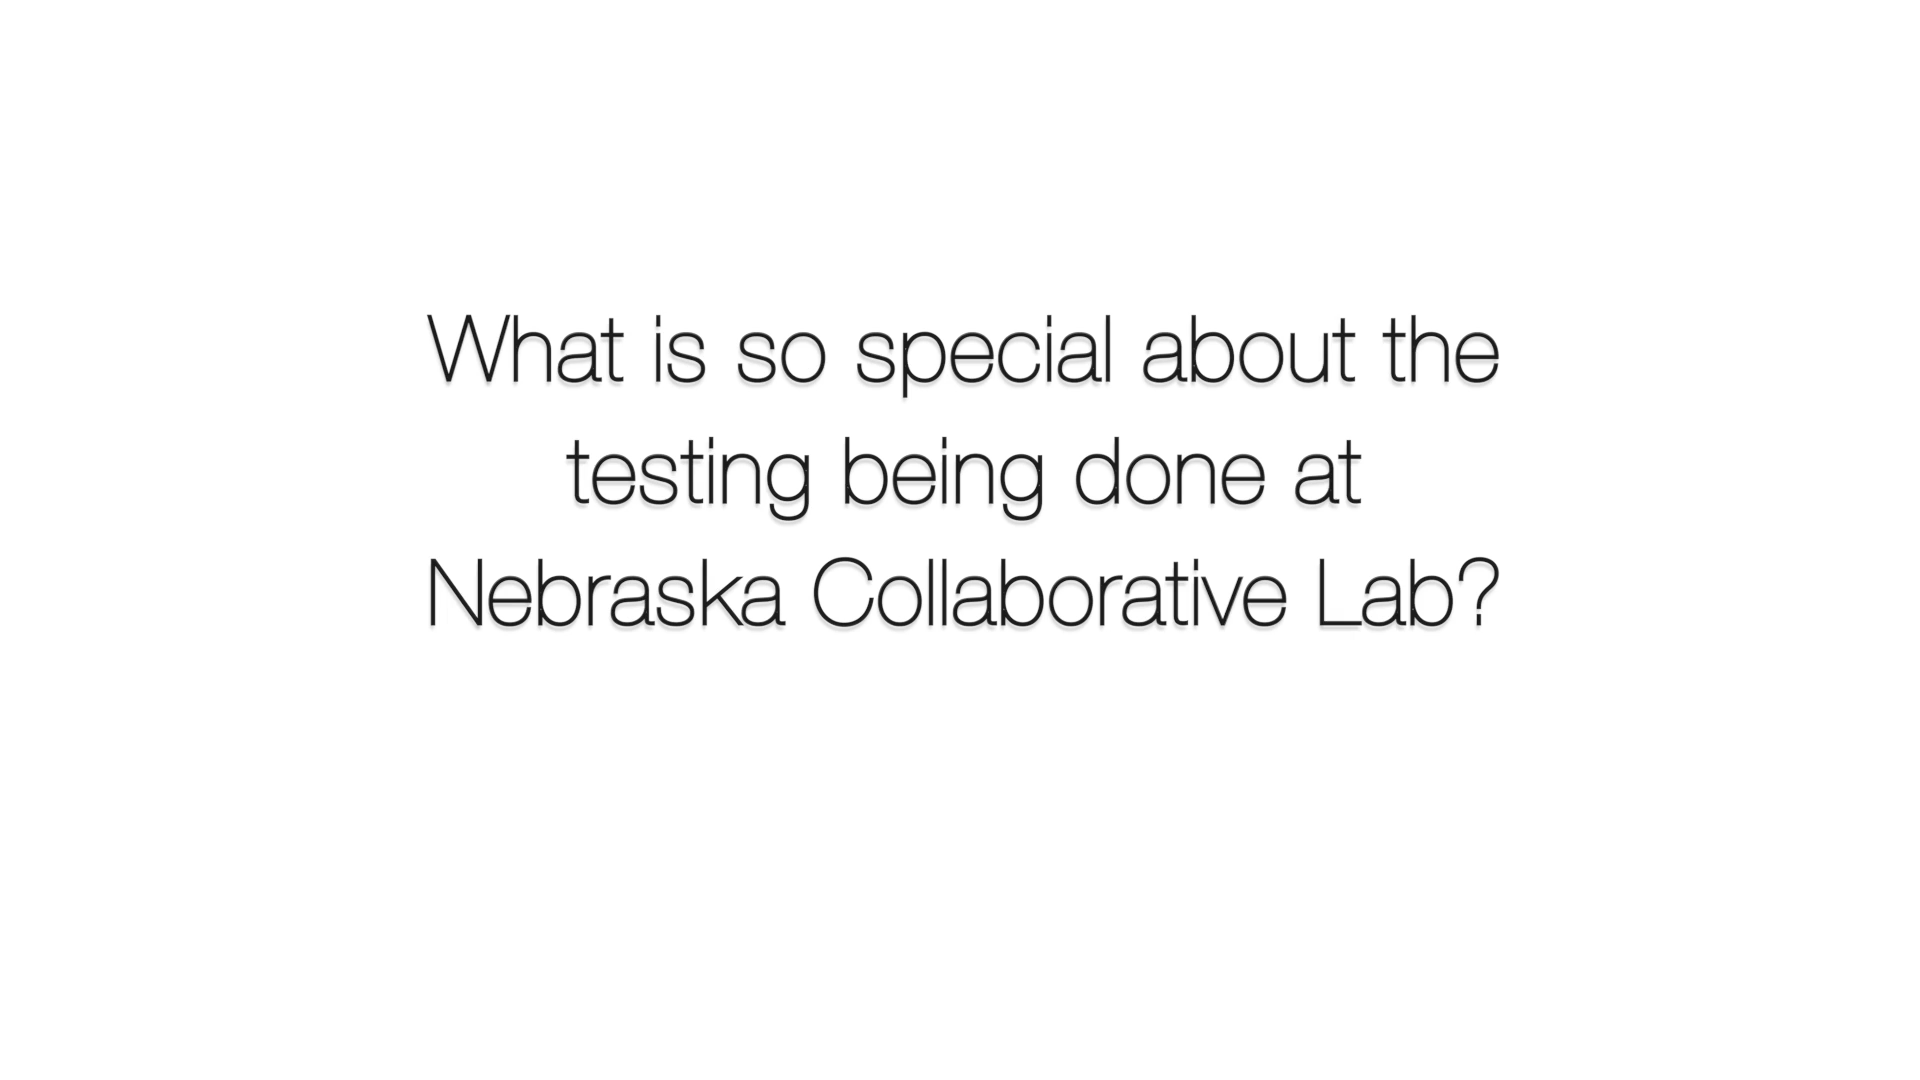 What is so special about the
testing being done at
Nebraska Collaborative Lab?